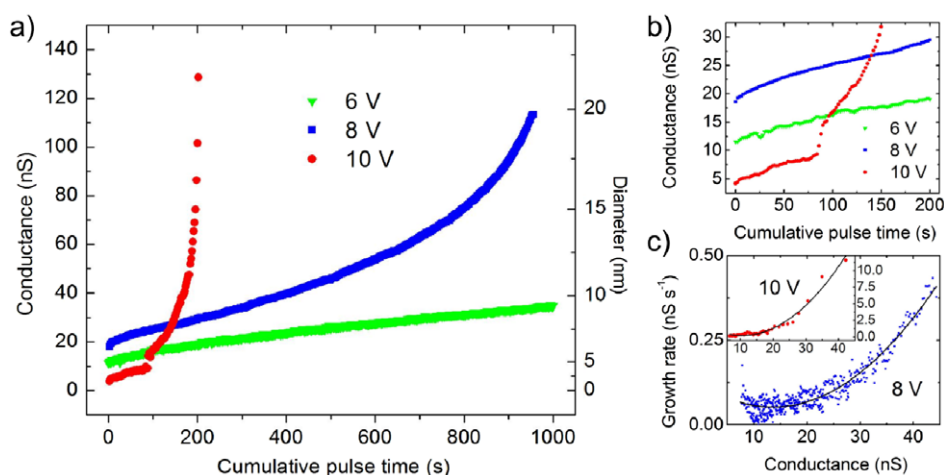 a)
Conductance (nS)
140
120
100
80
60
40
20
0
6 V
8 V
10 V
20
15
10
5
0
Diameter (nm)
0 200 400 600 800 1000
Cumulative pulse time (s)
b)
Conductance (nS)
30
25
20
15
10
5
6 V
8 V
10 V
0 50 100 150 200
Cumulative pulse time (s)
c)
Growth rate (nS s⁻¹)
0.50
0.25
0.00
10 V
10.0
7.5
5.0
2.5
0.0
10 20 30 40
8 V
10 20 30 40
Conductance (nS)